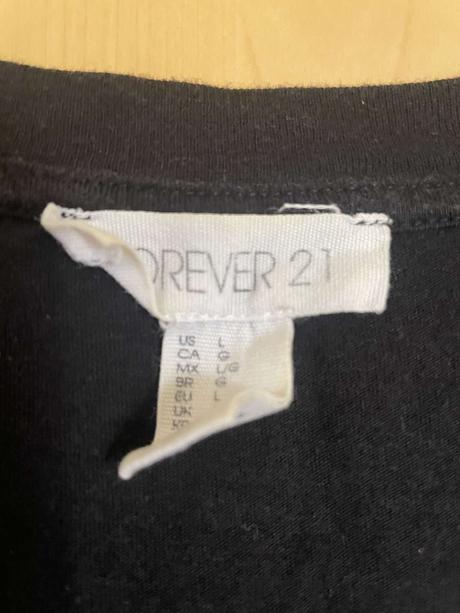 OREVER 21
US L
CA G
MX L/G
BR G
EU L
UK